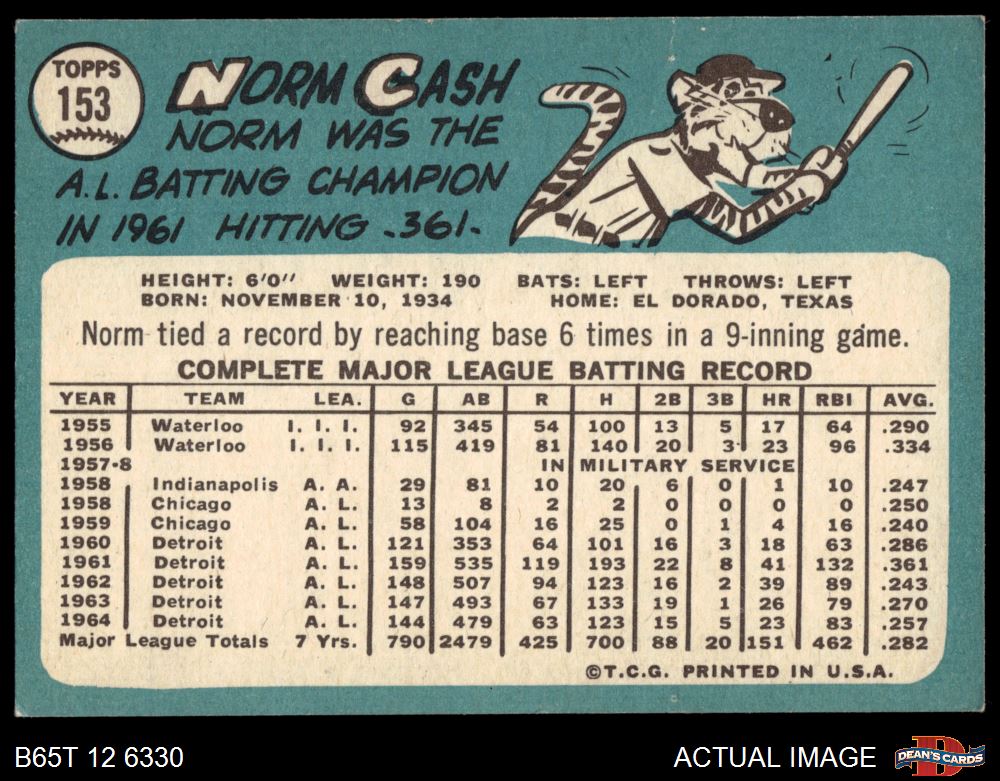 TOPPS
153
NORM CASH
NORM WAS THE
A.L. BATTING CHAMPION
IN 1961 HITTING .361.
HEIGHT: 6'0" WEIGHT: 190 BATS: LEFT THROWS: LEFT
BORN: NOVEMBER 10, 1934 HOME: EL DORADO, TEXAS
Norm tied a record by reaching base 6 times in a 9-inning game.
COMPLETE MAJOR LEAGUE BATTING RECORD
YEAR TEAM LEA. G AB R H 2B 3B HR RBI AVG.
1955 Waterloo I. I. I. 92 345 54 100 13 5 17 64 .290
1956 Waterloo I. I. I. 115 419 81 140 20 3 23 96 .334
1957-8 IN MILITARY SERVICE
1958 Indianapolis A. A. 29 81 10 20 6 0 1 10 .247
1958 Chicago A. L. 13 8 2 2 0 0 0 0 .250
1959 Chicago A. L. 58 104 16 25 0 1 4 16 .240
1960 Detroit A. L. 121 353 64 101 16 3 18 63 .286
1961 Detroit A. L. 159 535 119 193 22 8 41 132 .361
1962 Detroit A. L. 148 507 94 123 16 2 39 89 .243
1963 Detroit A. L. 147 493 67 133 19 1 26 79 .270
1964 Detroit A. L. 144 479 63 123 15 5 23 83 .257
Major League Totals 7 Yrs. 790 2479 425 700 88 20 151 462 .282
©T.C.G. PRINTED IN U.S.A.
B65T 12 6330 ACTUAL IMAGE DEAN'S CARDS